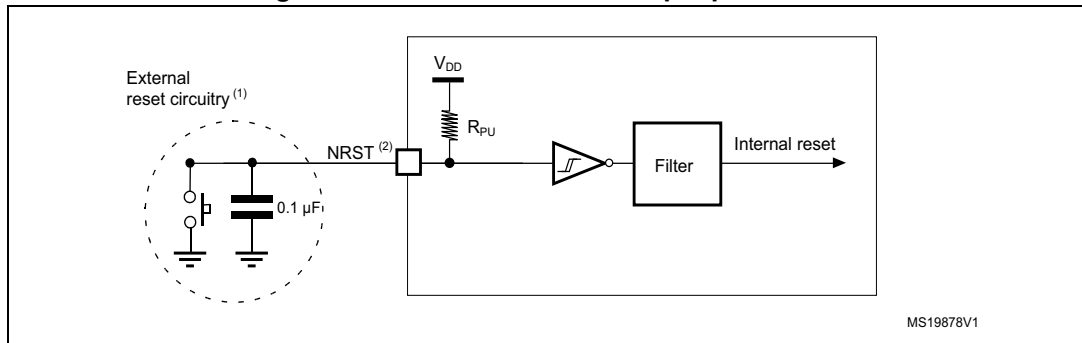 External
reset circuitry (1)
VDD
RPU
NRST (2)
Filter
Internal reset
0.1 μF
MS19878V1